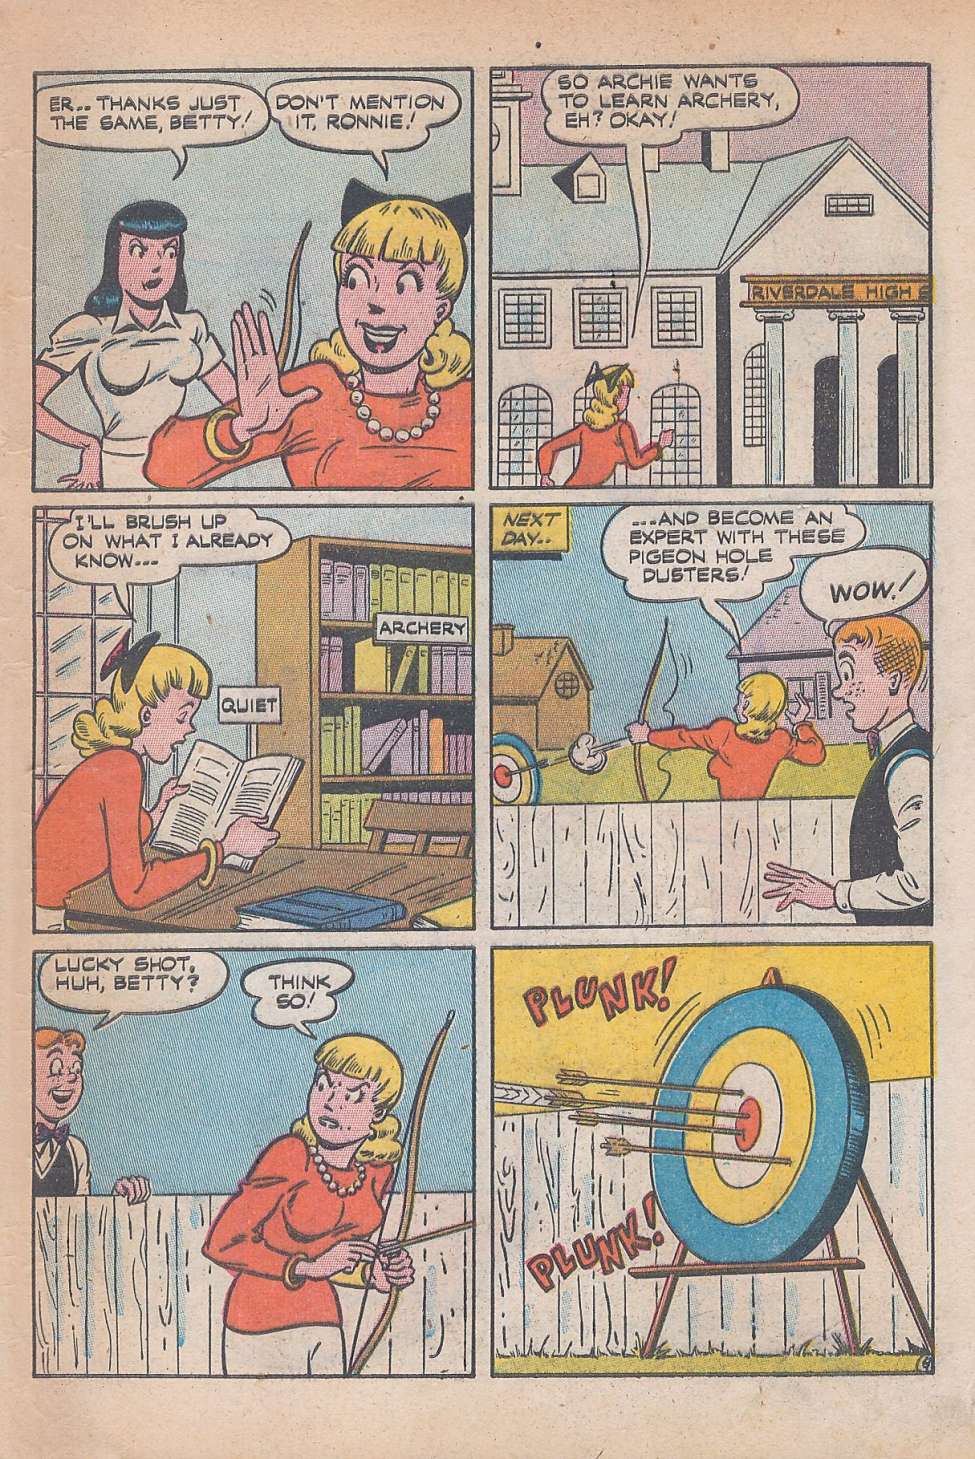 ER.. THANKS JUST
THE SAME, BETTY!
DON'T MENTION
IT, RONNIE!
SO ARCHIE WANTS
TO LEARN ARCHERY,
EH? OKAY!
RIVERDALE HIGH S
I'LL BRUSH UP
ON WHAT I ALREADY
KNOW...
ARCHERY
QUIET
NEXT
DAY..
...AND BECOME AN
EXPERT WITH THESE
PIGEON HOLE
DUSTERS!
WOW!
LUCKY SHOT,
HUH, BETTY?
THINK
SO!
PLUNK!
PLUNK!